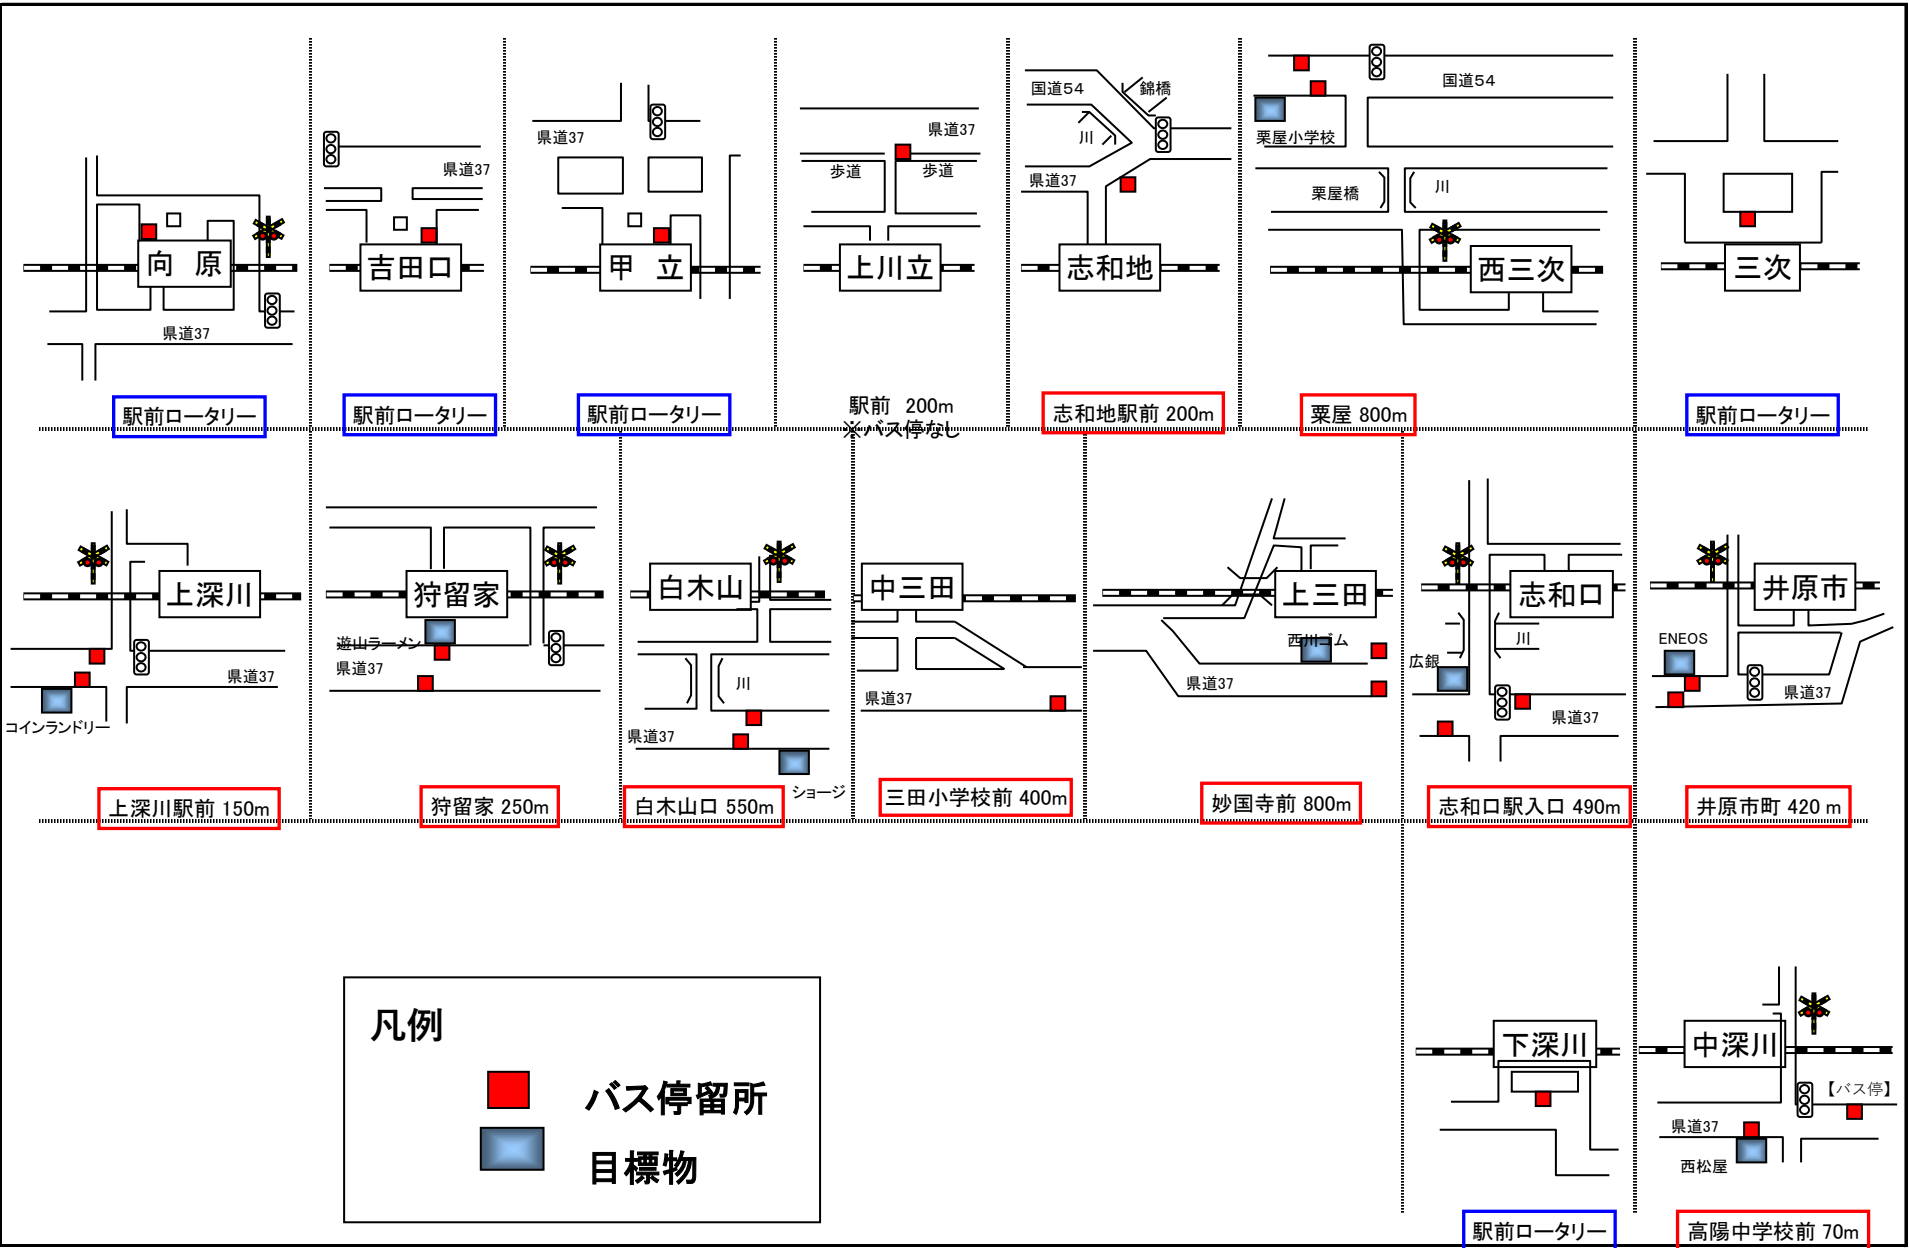 国道54
錦橋
川
県道37
国道54
栗屋小学校
栗屋橋
川
県道37
県道37
県道37
歩道
歩道
県道37
向 原
吉田口
甲 立
上川立
志和地
西三次
三次
県道37
駅前ロータリー
駅前ロータリー
駅前ロータリー
駅前 200m
※バス停なし
志和地駅前 200m
粟屋 800m
駅前ロータリー
上深川
狩留家
白木山
中三田
上三田
志和口
井原市
県道37
コインランドリー
遊山ラーメン
県道37
川
県道37
ショージ
県道37
西川ゴム
県道37
川
広銀
県道37
ENEOS
県道37
上深川駅前 150m
狩留家 250m
白木山口 550m
三田小学校前 400m
妙国寺前 800m
志和口駅入口 490m
井原市町 420 m
凡例
バス停留所
目標物
下深川
中深川
【バス停】
県道37
西松屋
駅前ロータリー
高陽中学校前 70m